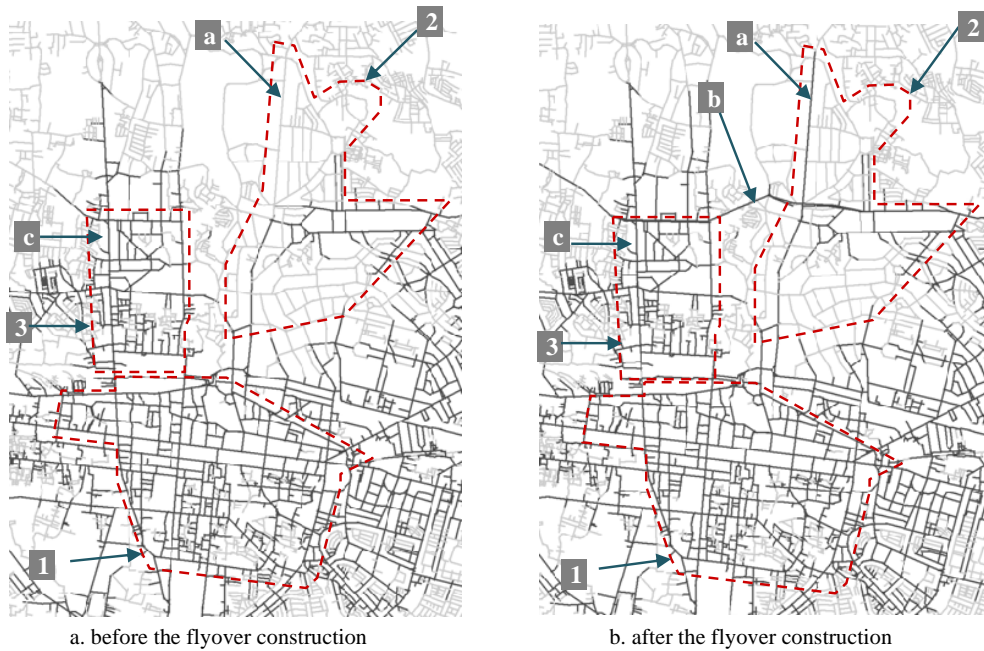 a
2
c
3
1
a. before the flyover construction
a
2
b
c
3
1
b. after the flyover construction